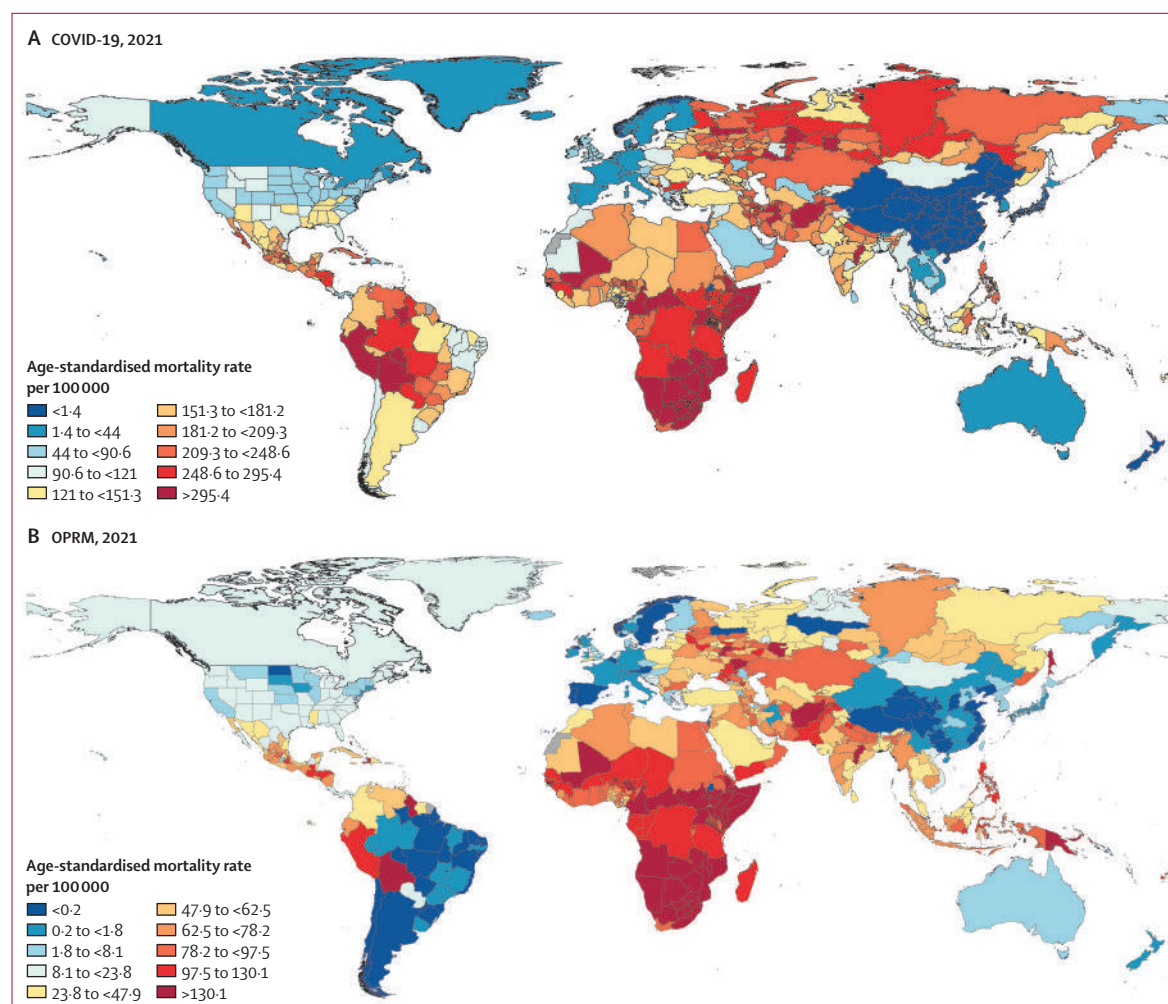 A COVID-19, 2021
Age-standardised mortality rate
per 100 000
<1·4
1·4 to <44
44 to <90·6
90·6 to <121
121 to <151·3
151·3 to <181·2
181·2 to <209·3
209·3 to <248·6
248·6 to 295·4
>295·4
B OPRM, 2021
Age-standardised mortality rate
per 100 000
<0·2
0·2 to <1·8
1·8 to <8·1
8·1 to <23·8
23·8 to <47·9
47·9 to <62·5
62·5 to <78·2
78·2 to <97·5
97·5 to 130·1
>130·1